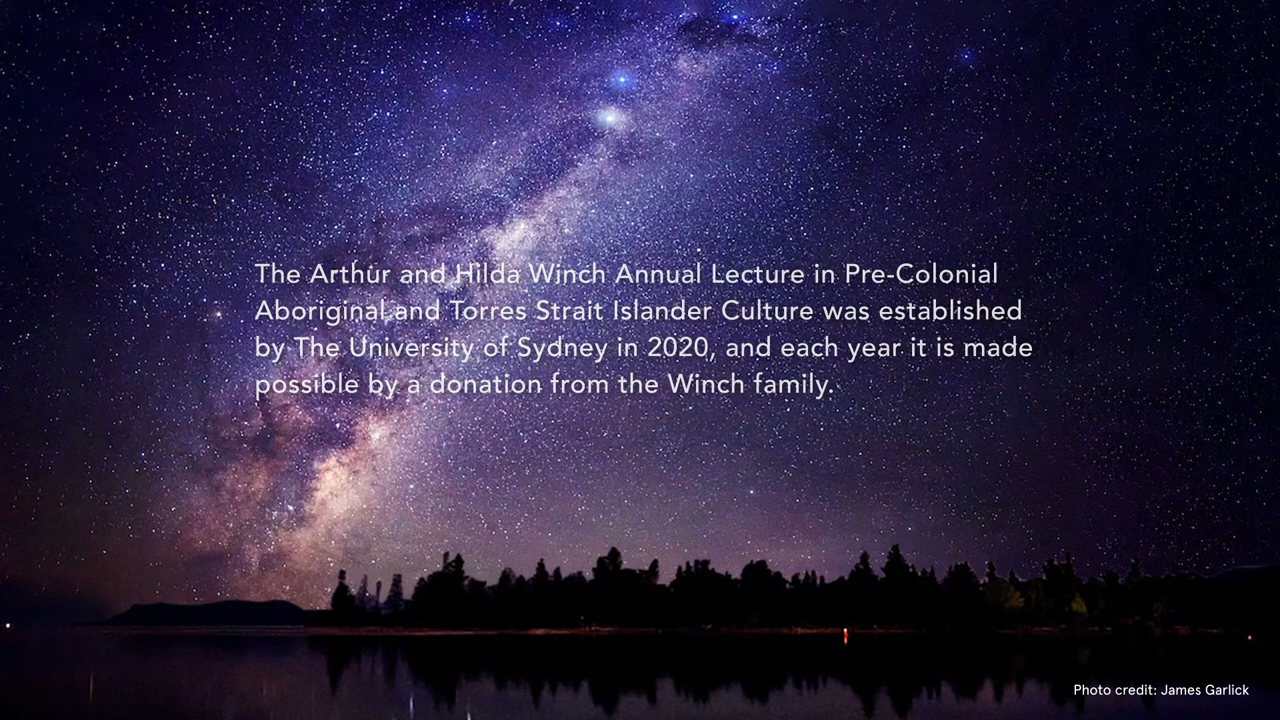 The Arthur and Hilda Winch Annual Lecture in Pre-Colonial
Aboriginal and Torres Strait Islander Culture was established
by The University of Sydney in 2020, and each year it is made
possible by a donation from the Winch family.
Photo credit: James Garlick